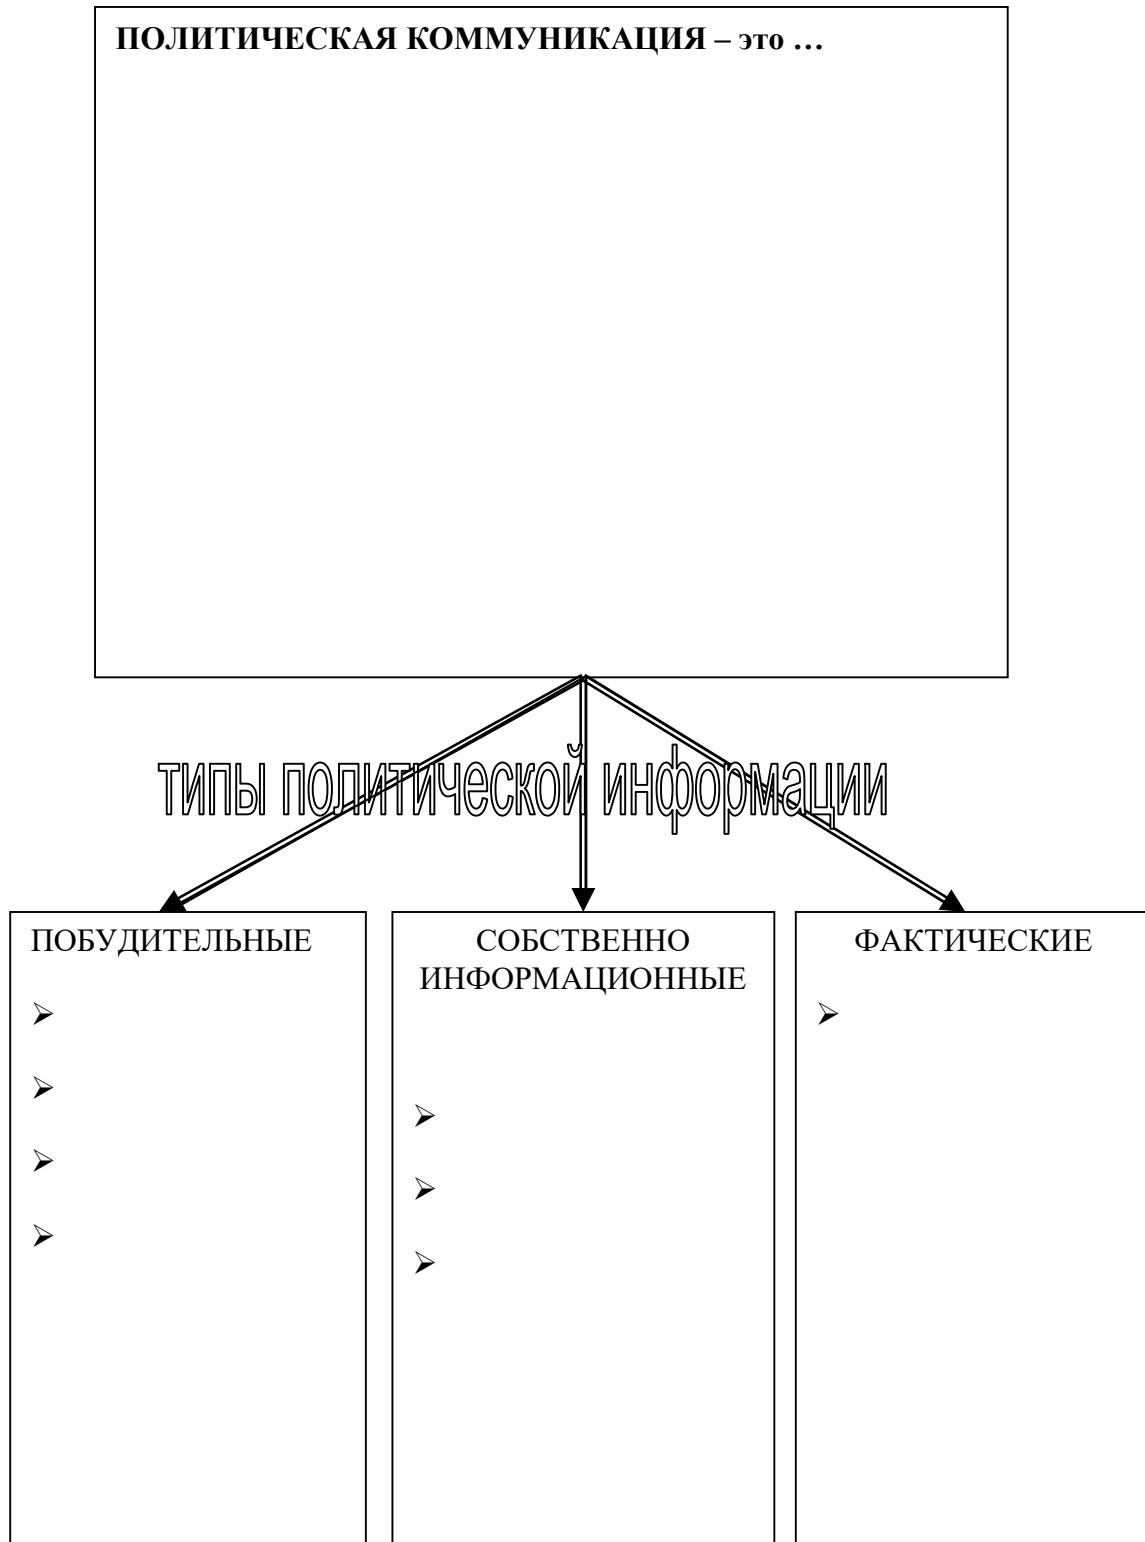 ПОЛИТИЧЕСКАЯ КОММУНИКАЦИЯ – это …
типы политической информации
ПОБУДИТЕЛЬНЫЕ
➢
➢
➢
➢
СОБСТВЕННО
ИНФОРМАЦИОННЫЕ
➢
➢
➢
ФАКТИЧЕСКИЕ
➢